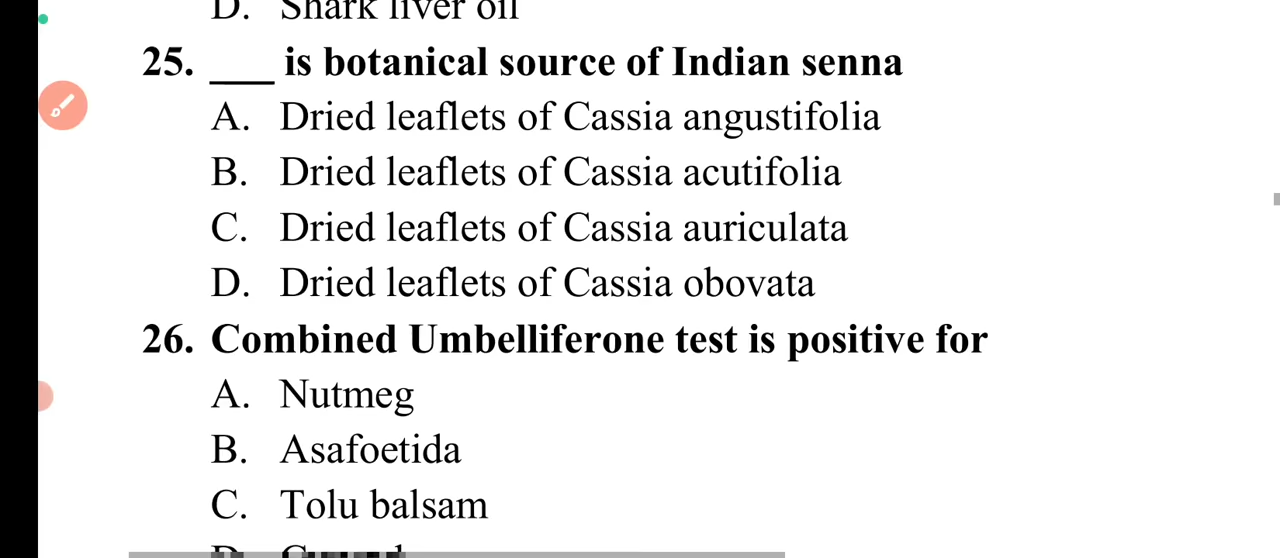 D. Shark liver oil
25. ____ is botanical source of Indian senna
A. Dried leaflets of Cassia angustifolia
B. Dried leaflets of Cassia acutifolia
C. Dried leaflets of Cassia auriculata
D. Dried leaflets of Cassia obovata
26. Combined Umbelliferone test is positive for
A. Nutmeg
B. Asafoetida
C. Tolu balsam
D.